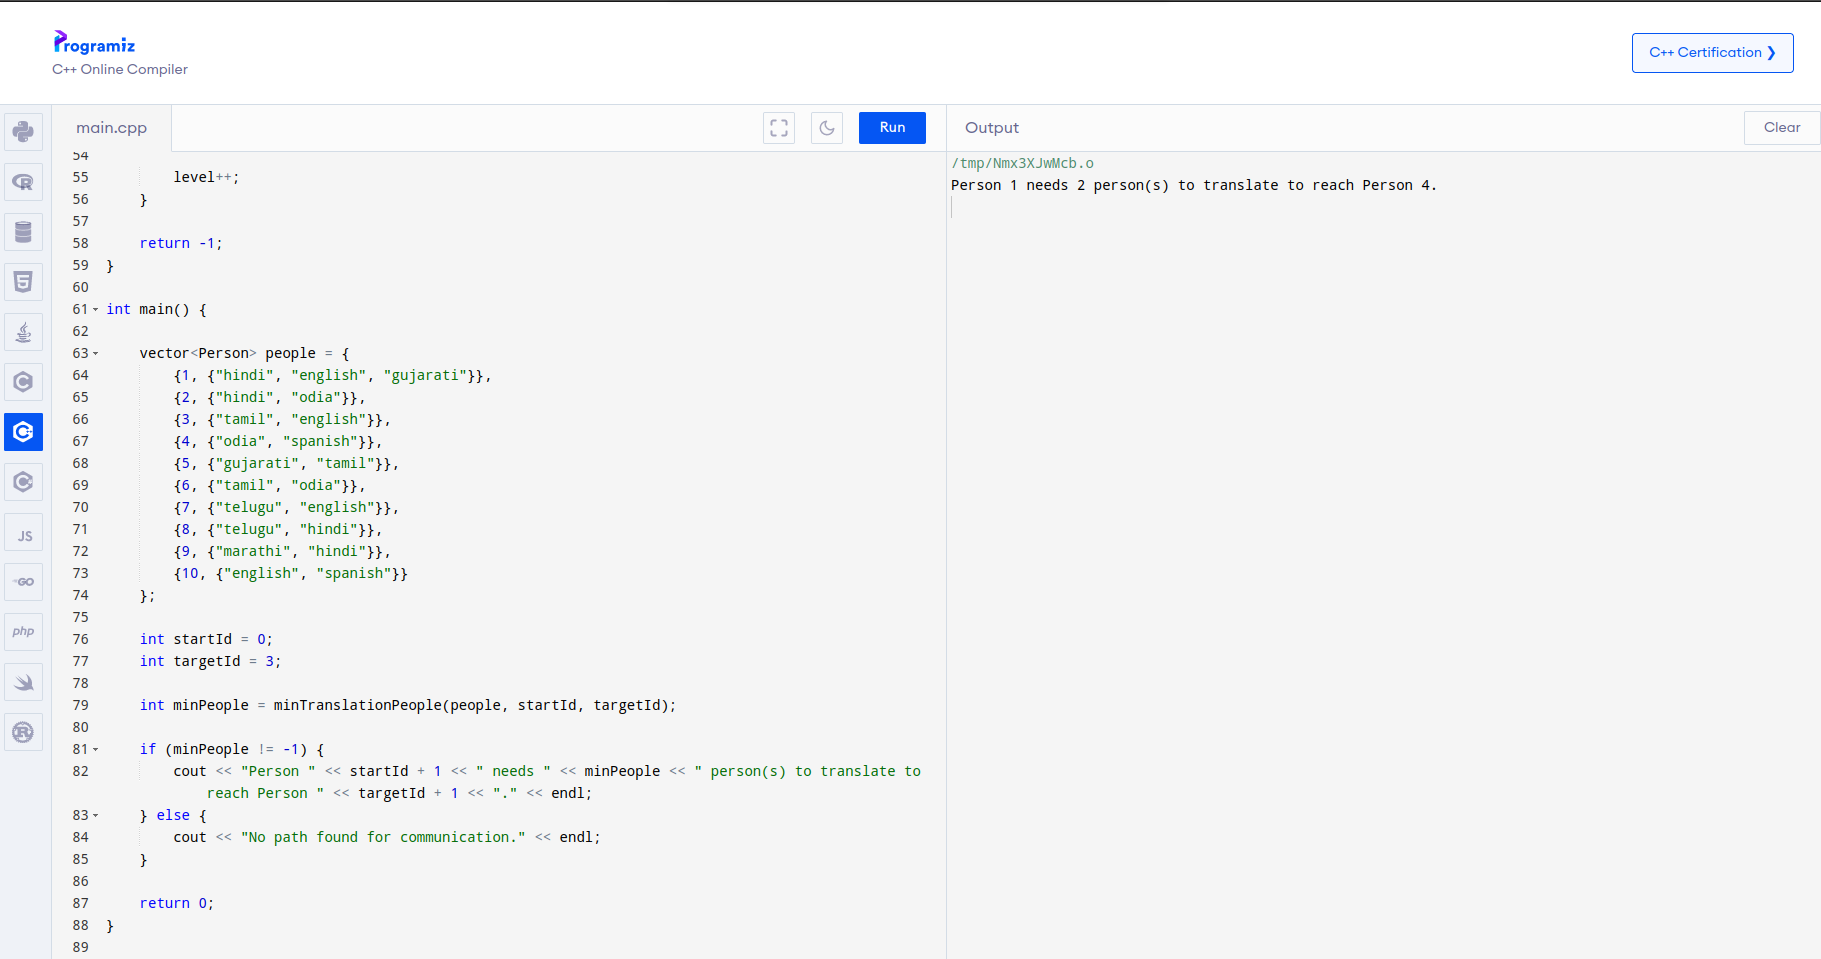 Programiz
C++ Online Compiler
C++ Certification ❯
main.cpp
Run
Output
Clear
54
55 level++;
56 }
57
58 return -1;
59 }
60
61 int main() {
62
63 vector<Person> people = {
64 {1, {"hindi", "english", "gujarati"}},
65 {2, {"hindi", "odia"}},
66 {3, {"tamil", "english"}},
67 {4, {"odia", "spanish"}},
68 {5, {"gujarati", "tamil"}},
69 {6, {"tamil", "odia"}},
70 {7, {"telugu", "english"}},
71 {8, {"telugu", "hindi"}},
72 {9, {"marathi", "hindi"}},
73 {10, {"english", "spanish"}}
74 };
75
76 int startId = 0;
77 int targetId = 3;
78
79 int minPeople = minTranslationPeople(people, startId, targetId);
80
81 if (minPeople != -1) {
82 cout << "Person " << startId + 1 << " needs " << minPeople << " person(s) to translate to
reach Person " << targetId + 1 << "." << endl;
83 } else {
84 cout << "No path found for communication." << endl;
85 }
86
87 return 0;
88 }
89
/tmp/Nmx3XJwMcb.o
Person 1 needs 2 person(s) to translate to reach Person 4.
R
5
C
C+
C
JS
GO
php
R